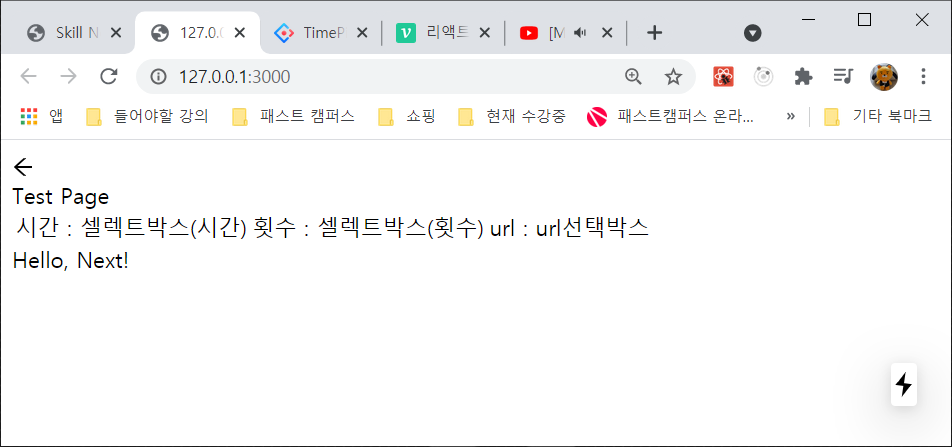 Skill N
127.0.0
TimeP
리액트
[M
127.0.0.1:3000
앱
들어야할 강의
패스트 캠퍼스
쇼핑
현재 수강중
패스트캠퍼스 온라...
»
기타 북마크
Test Page
시간 : 셀렉트박스(시간) 횟수 : 셀렉트박스(횟수) url : url선택박스
Hello, Next!